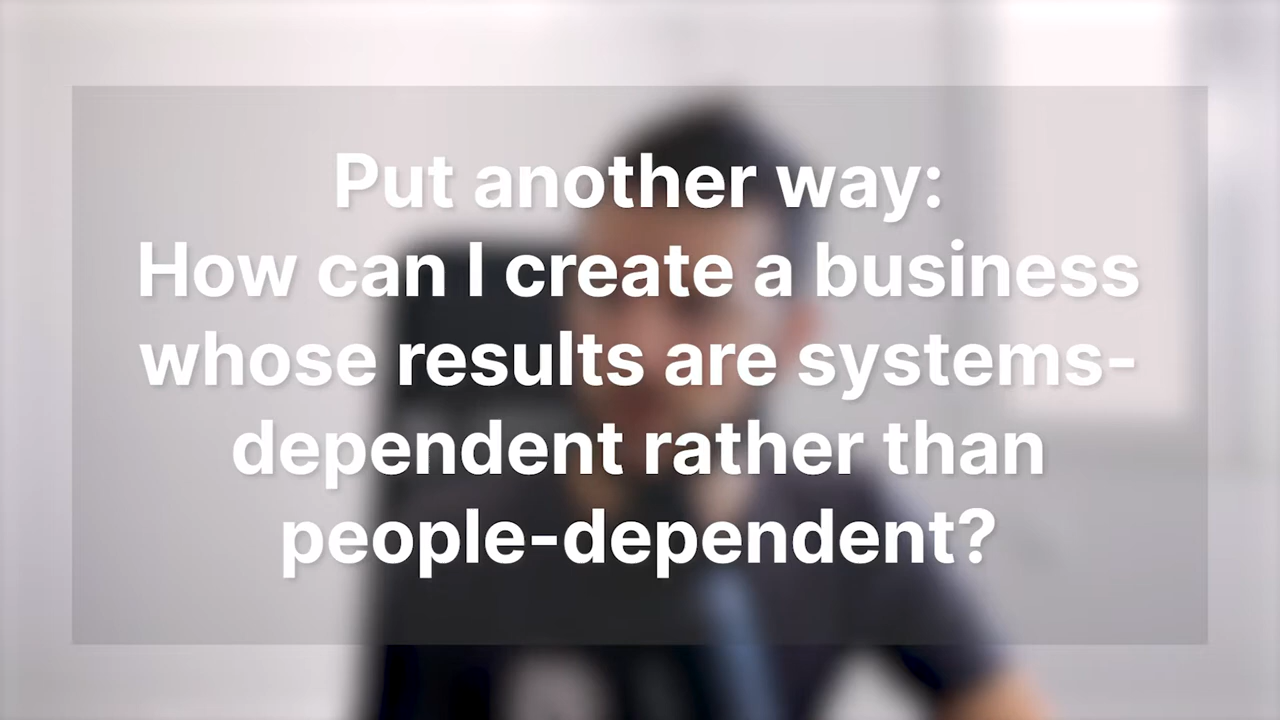 Put another way:
How can I create a business
whose results are systems-
dependent rather than
people-dependent?